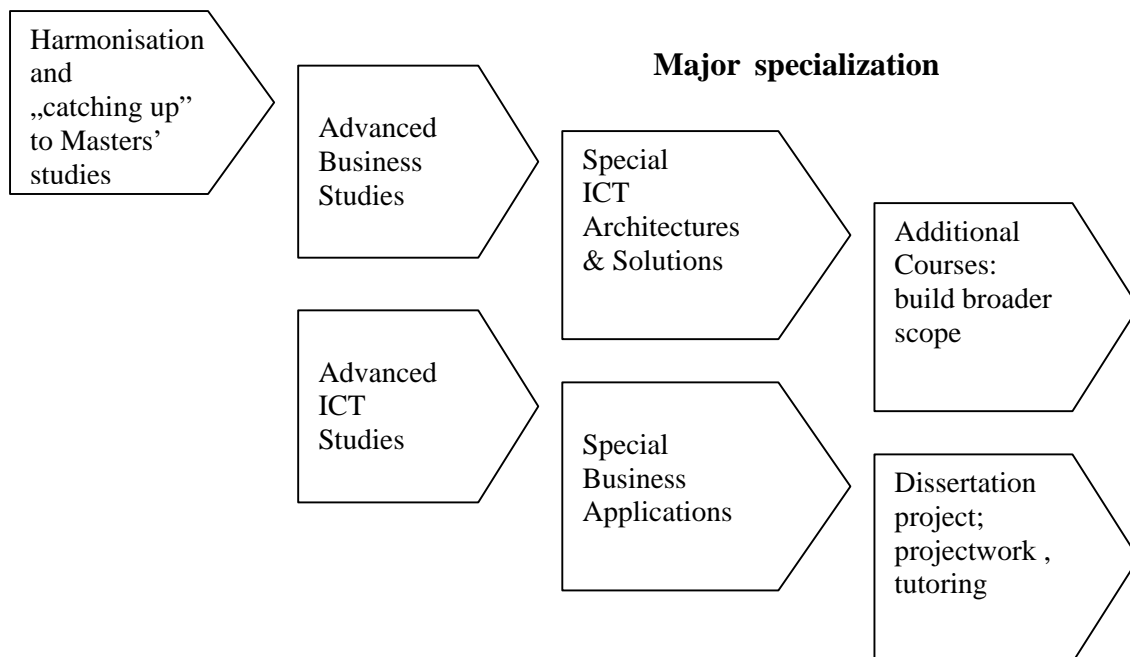 Harmonisation
and
„catching up”
to Masters’
studies
Major specialization
Advanced
Business
Studies
Special
ICT
Architectures
& Solutions
Additional
Courses:
build broader
scope
Advanced
ICT
Studies
Special
Business
Applications
Dissertation
project;
projectwork ,
tutoring